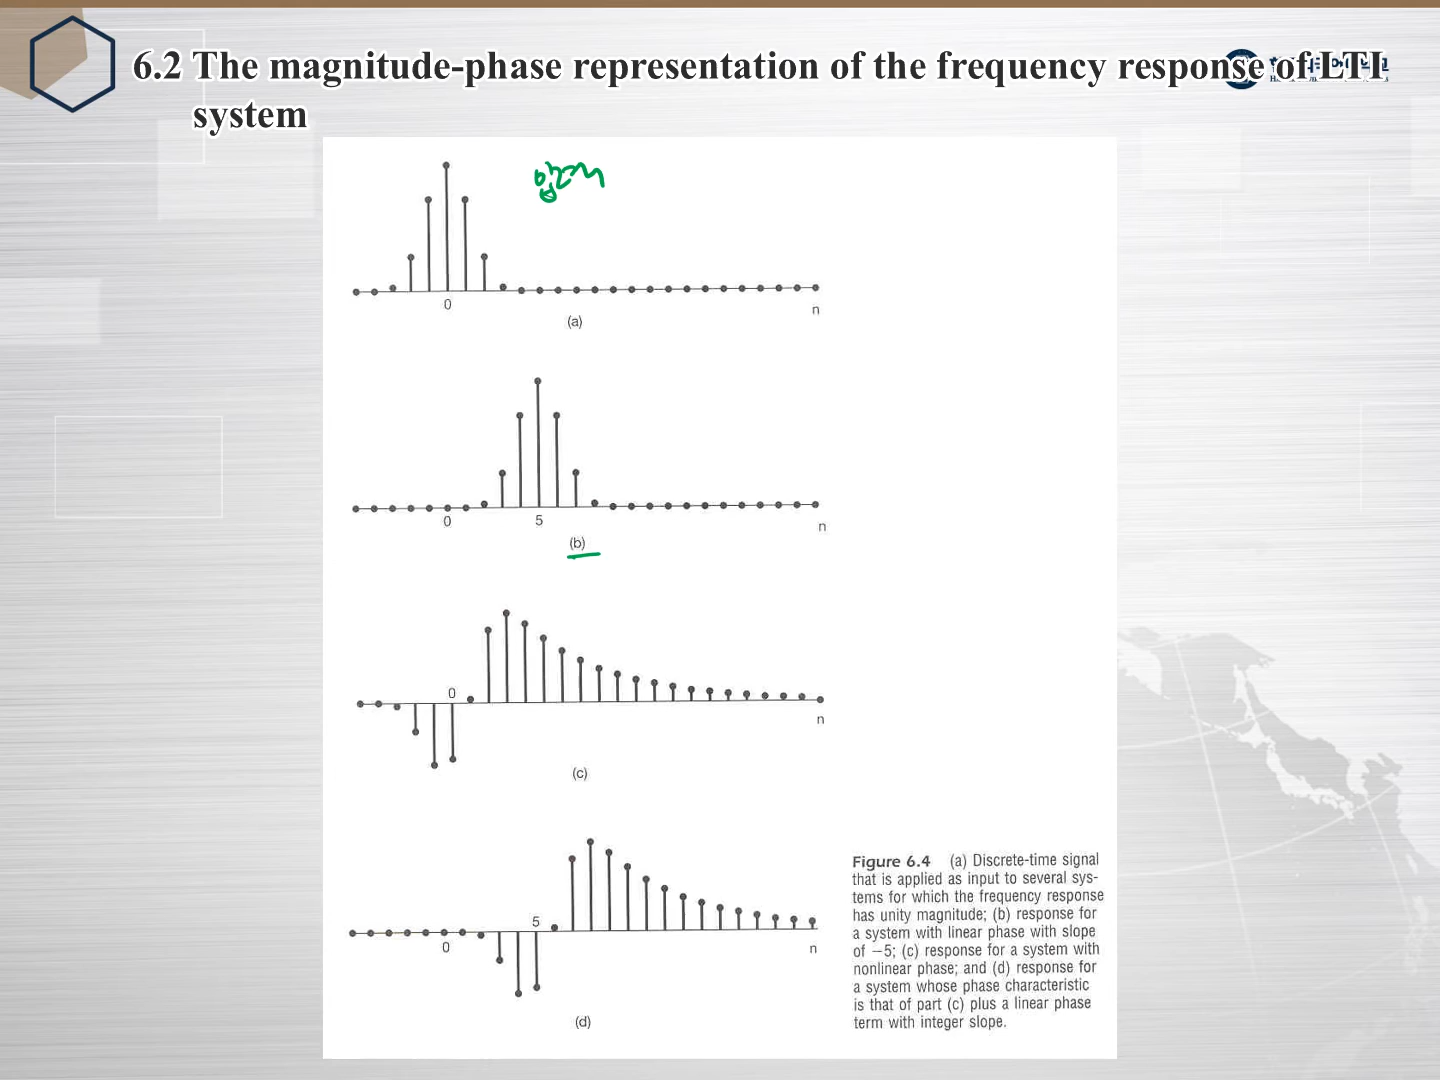 6.2 The magnitude-phase representation of the frequency response of LTI
system
0
n
(a)
0
5
n
(b)
0
n
(c)
5
0
n
(d)
Figure 6.4 (a) Discrete-time signal
that is applied as input to several sys-
tems for which the frequency response
has unity magnitude; (b) response for
a system with linear phase with slope
of −5; (c) response for a system with
nonlinear phase; and (d) response for
a system whose phase characteristic
is that of part (c) plus a linear phase
term with integer slope.